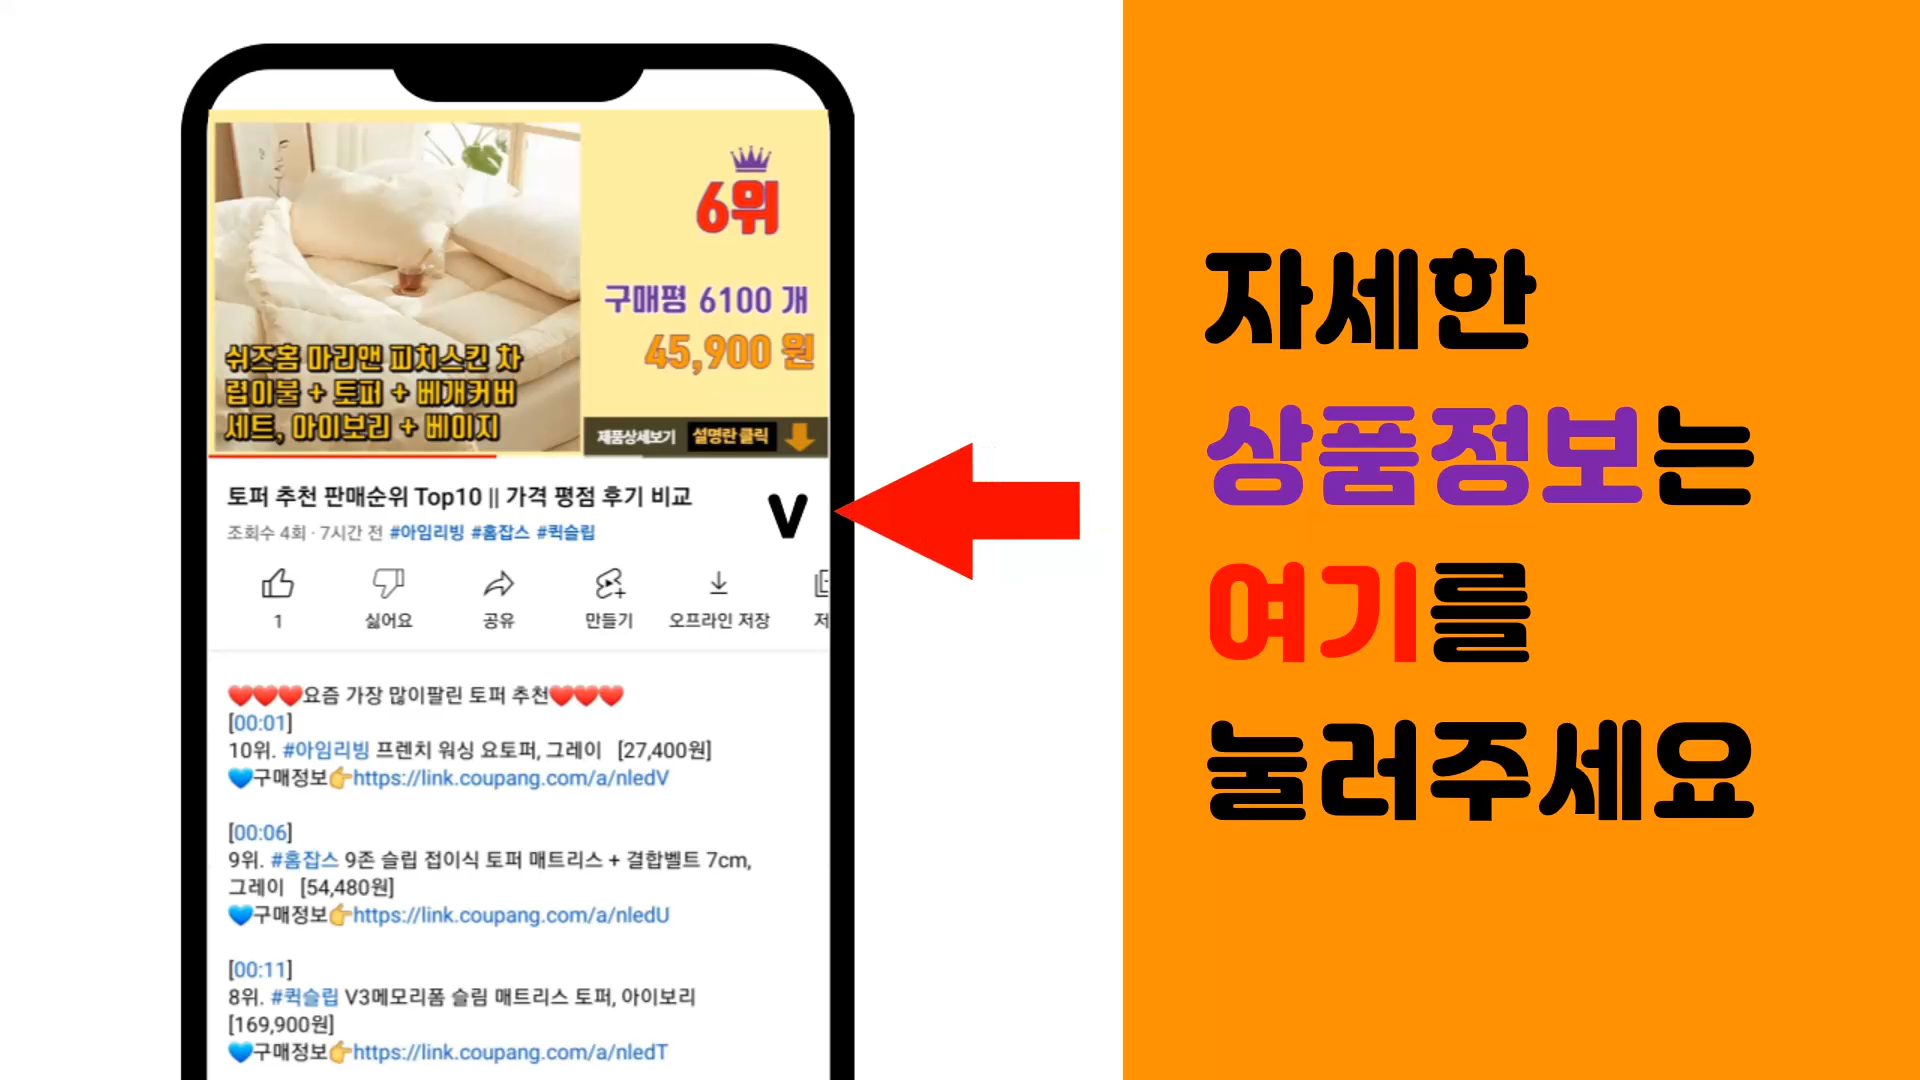 6위
구매평 6100 개
45,900 원
쉬즈홈 마리앤 피치스킨 차
렵이불 + 토퍼 + 베개커버
세트, 아이보리 + 베이지
제품상세보기 설명란 클릭
토퍼 추천 판매순위 Top10 || 가격 평점 후기 비교
V
조회수 4회 · 7시간 전 #아임리빙 #홈잡스 #퀵슬립
1 싫어요 공유 만들기 오프라인 저장 저
❤❤❤요즘 가장 많이팔린 토퍼 추천❤❤❤
[00:01]
10위. #아임리빙 프렌치 워싱 요토퍼, 그레이 [27,400원]
💙구매정보👉https://link.coupang.com/a/nledV
[00:06]
9위. #홈잡스 9존 슬립 접이식 토퍼 매트리스 + 결합벨트 7cm,
그레이 [54,480원]
💙구매정보👉https://link.coupang.com/a/nledU
[00:11]
8위. #퀵슬립 V3메모리폼 슬림 매트리스 토퍼, 아이보리
[169,900원]
💙구매정보👉https://link.coupang.com/a/nledT
자세한
상품정보는
여기를
눌러주세요